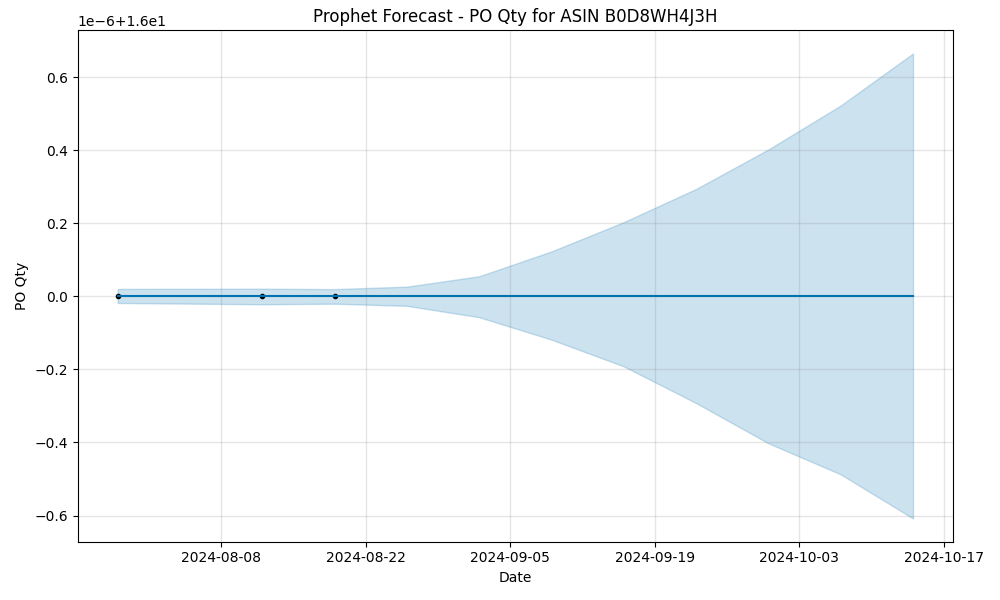 Prophet Forecast - PO Qty for ASIN B0D8WH4J3H
1e−6+1.6e1
0.6
0.4
0.2
0.0
−0.2
−0.4
−0.6
PO Qty
2024-08-08 2024-08-22 2024-09-05 2024-09-19 2024-10-03 2024-10-17
Date